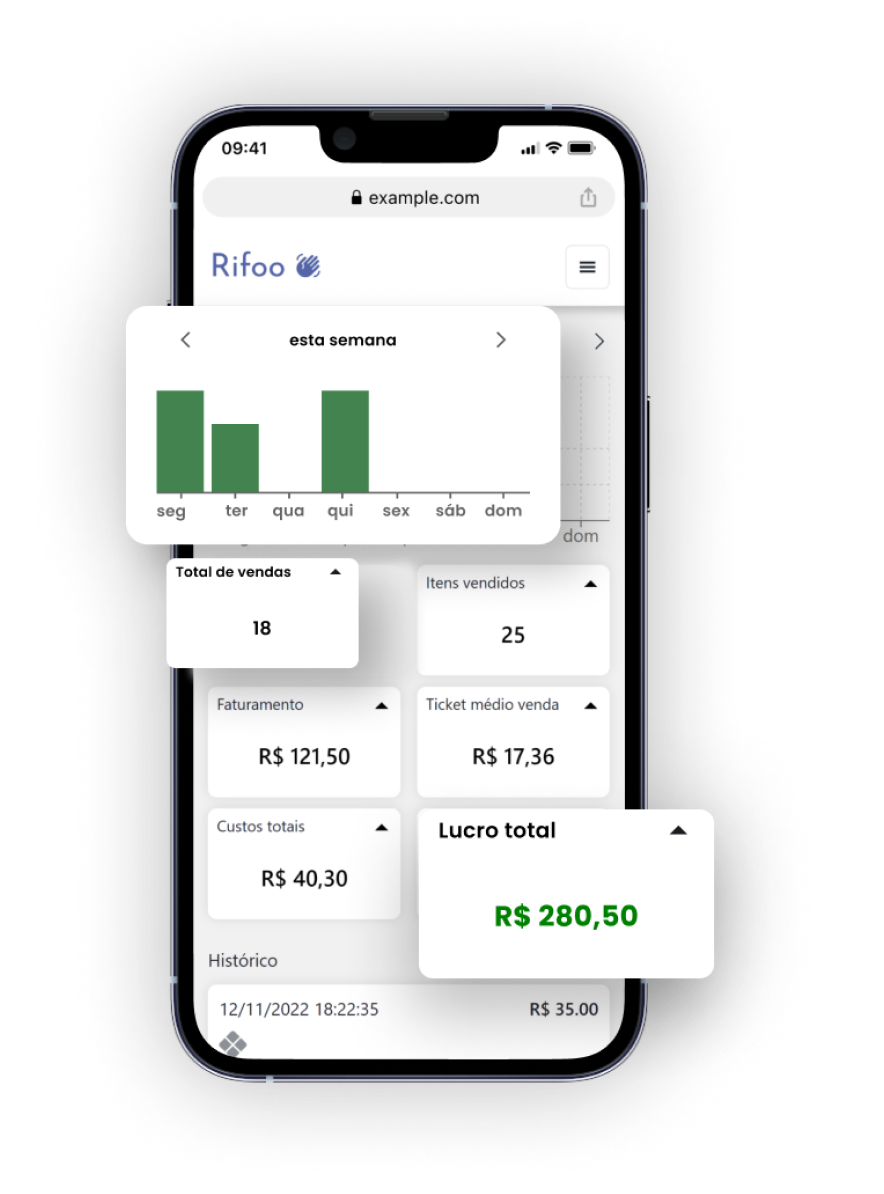 09:41
example.com
Rifoo
esta semana
seg ter qua qui sex sáb dom
dom
Total de vendas
18
Itens vendidos
25
Faturamento
R$ 121,50
Ticket médio venda
R$ 17,36
Custos totais
R$ 40,30
Lucro total
R$ 280,50
Histórico
12/11/2022 18:22:35 R$ 35.00